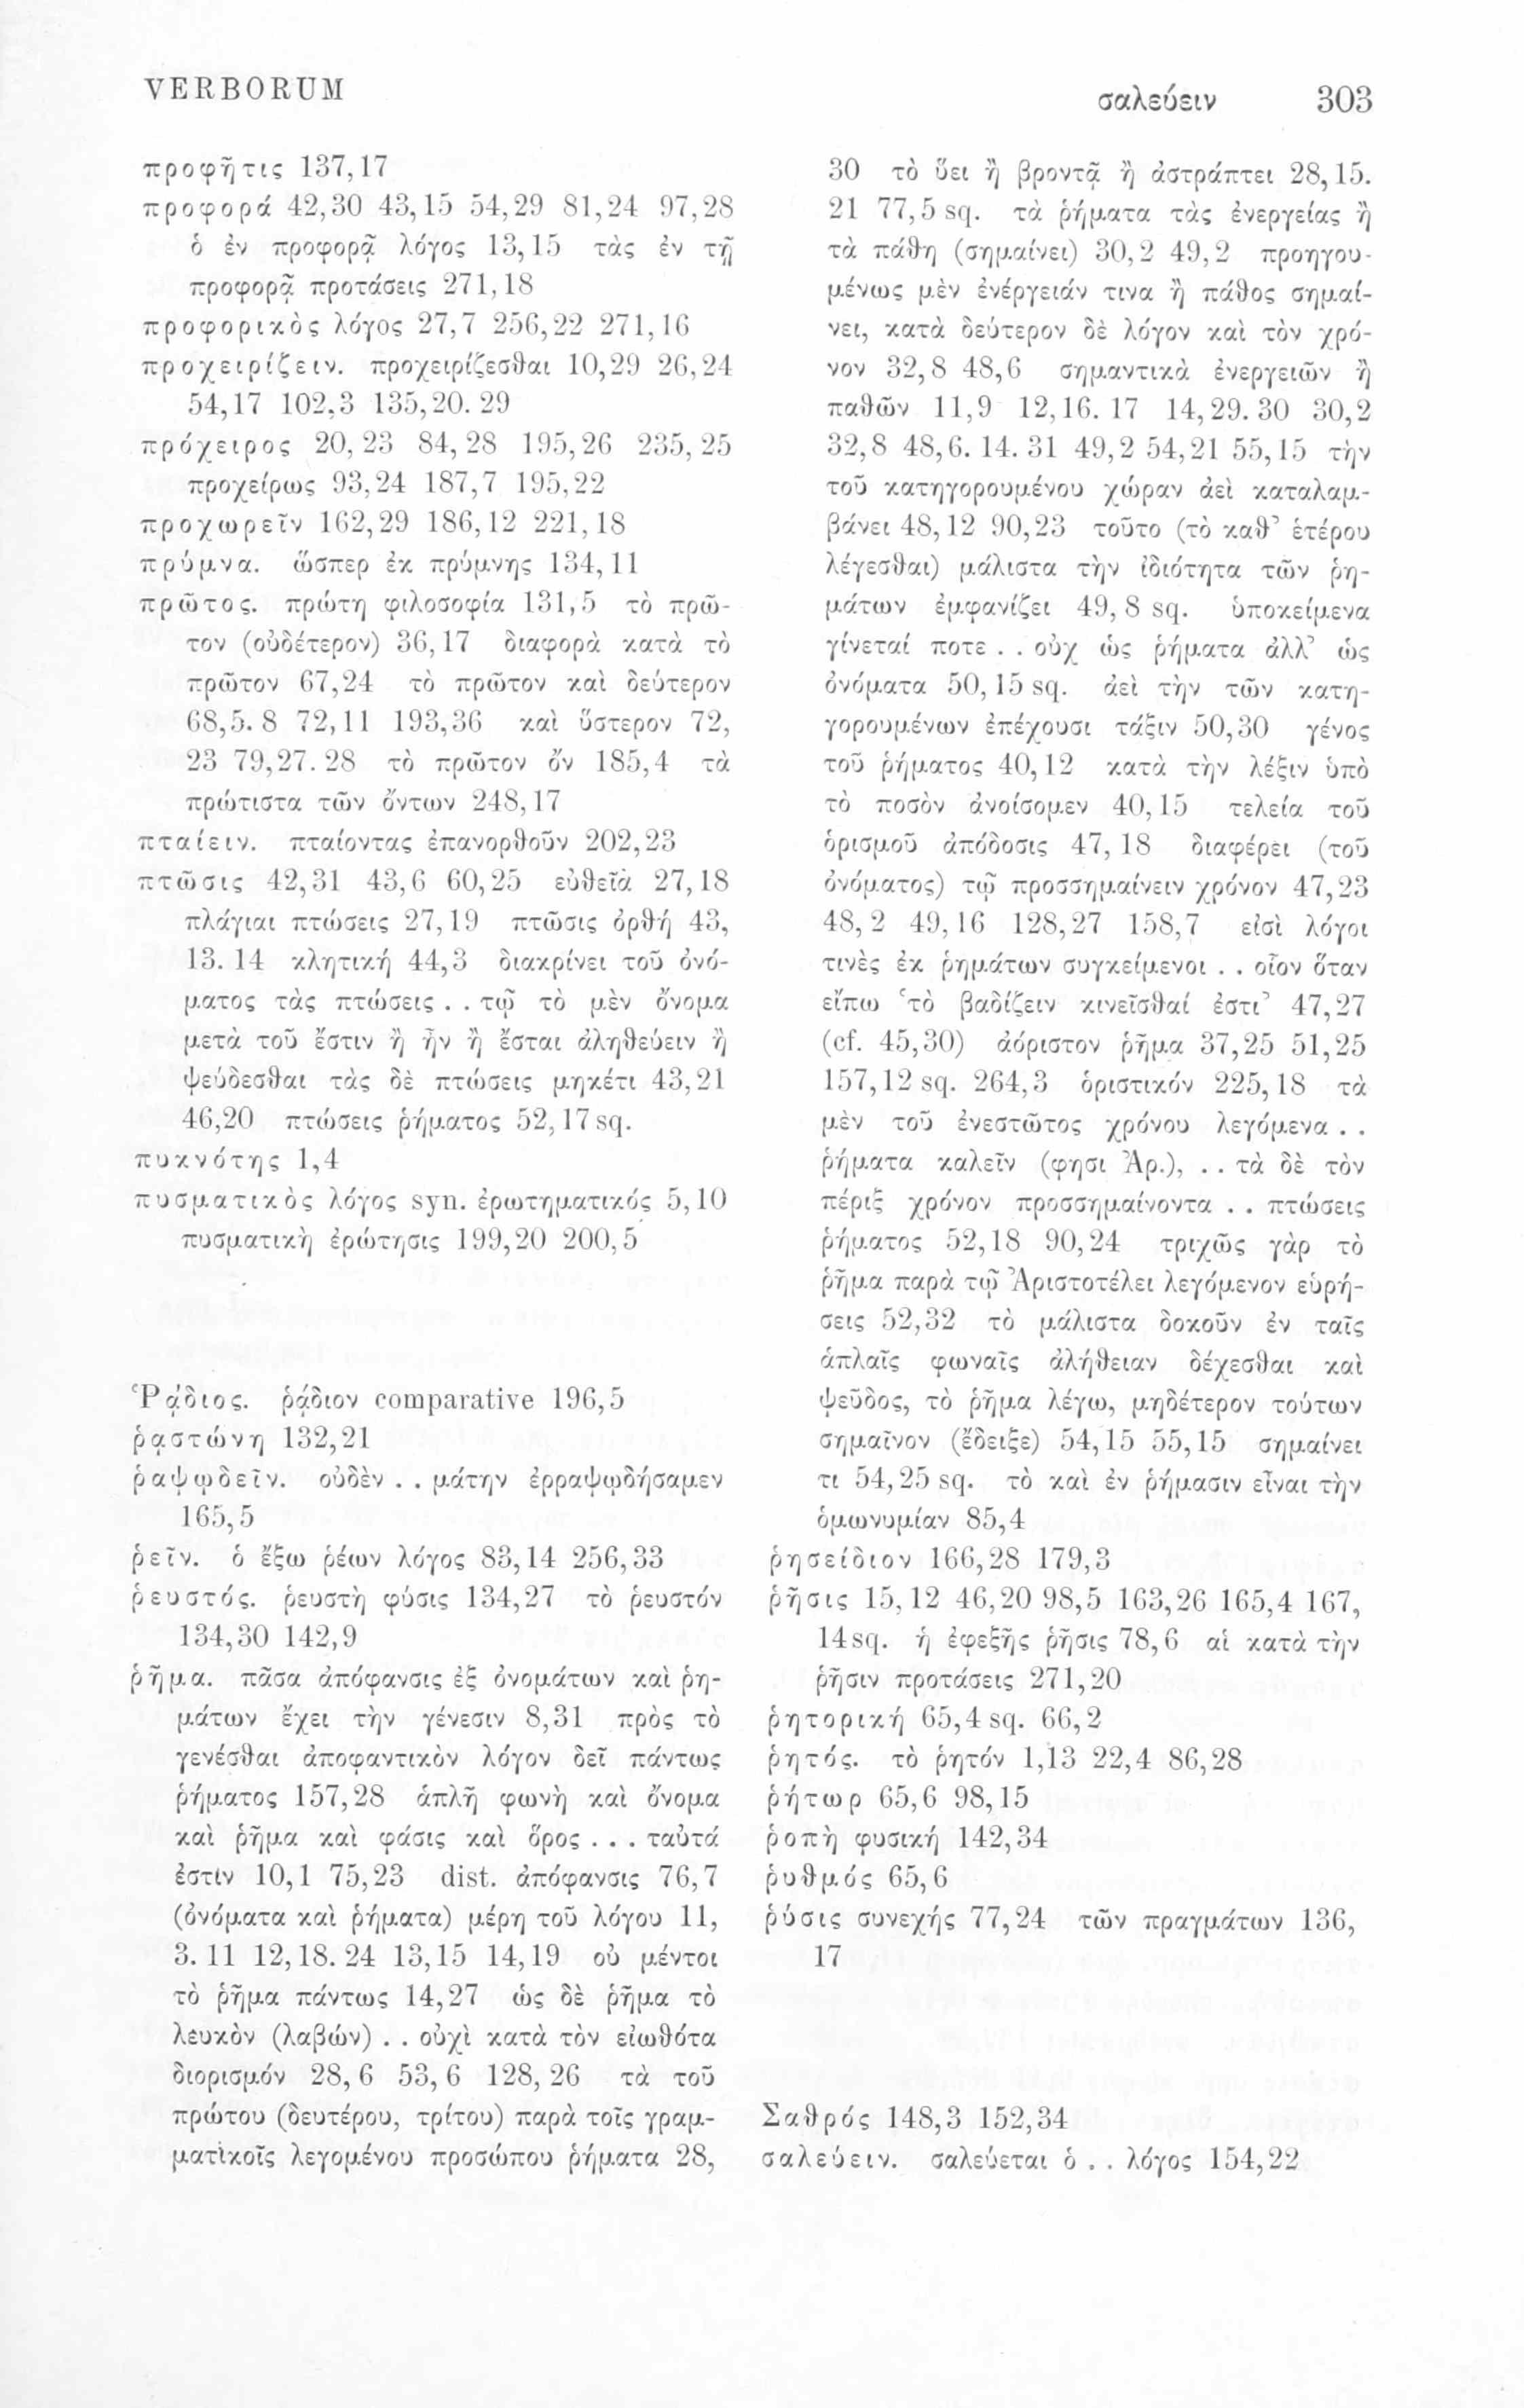 VERBORUM
σαλεύειν 303
προφῆτις 137,17
προφορά 42,30 43,15 54,29 81,24 97,28
ὁ ἐν προφορᾷ λόγος 13,15 τὰς ἐν τῇ
προφορᾷ προτάσεις 271,18
προφορικὸς λόγος 27,7 256,22 271,16
προχειρίζειν. προχειρίζεσθαι 10,29 26,24
54,17 102,3 135,20. 29
πρόχειρος 20,23 84,28 195,26 235,25
προχείρως 93,24 187,7 195,22
προχωρεῖν 162,29 186,12 221,18
πρύμνα. ὥσπερ ἐκ πρύμνης 134,11
πρῶτος. πρώτη φιλοσοφία 131,5 τὸ πρῶ-
τον (οὐδέτερον) 36,17 διαφορὰ κατὰ τὸ
πρῶτον 67,24 τὸ πρῶτον καὶ δεύτερον
68,5. 8 72,11 193,36 καὶ ὕστερον 72,
23 79,27. 28 τὸ πρῶτον ὄν 185,4 τὰ
πρώτιστα τῶν ὄντων 248,17
πταίειν. πταίοντας ἐπανορθοῦν 202,23
πτῶσις 42,31 43,6 60,25 εὐθεῖα 27,18
πλάγιαι πτώσεις 27,19 πτῶσις ὀρθή 43,
13. 14 κλητική 44,3 διακρίνει τοῦ ὀνό-
ματος τὰς πτώσεις . . τῷ τὸ μὲν ὄνομα
μετὰ τοῦ ἔστιν ἢ ἦν ἢ ἔσται ἀληθεύειν ἢ
ψεύδεσθαι τὰς δὲ πτώσεις μηκέτι 43,21
46,20 πτώσεις ῥήματος 52,17 sq.
πυκνότης 1,4
πυσματικὸς λόγος syn. ἐρωτηματικός 5,10
πυσματικὴ ἐρώτησις 199,20 200,5
Ῥᾴδιος. ῥᾴδιον comparative 196,5
ῥᾳστώνη 132,21
ῥαψῳδεῖν. οὐδὲν . . μάτην ἐρραψῳδήσαμεν
165,5
ῥεῖν. ὁ ἔξω ῥέων λόγος 83,14 256,33
ῥευστός. ῥευστὴ φύσις 134,27 τὸ ῥευστόν
134,30 142,9
ῥῆμα. πᾶσα ἀπόφανσις ἐξ ὀνομάτων καὶ ῥη-
μάτων ἔχει τὴν γένεσιν 8,31 πρὸς τὸ
γενέσθαι ἀποφαντικὸν λόγον δεῖ πάντως
ῥήματος 157,28 ἁπλῆ φωνὴ καὶ ὄνομα
καὶ ῥῆμα καὶ φάσις καὶ ὅρος . . . ταὐτά
ἐστιν 10,1 75,23 dist. ἀπόφανσις 76,7
(ὀνόματα καὶ ῥήματα) μέρη τοῦ λόγου 11,
3. 11 12,18. 24 13,15 14,19 οὐ μέντοι
τὸ ῥῆμα πάντως 14,27 ὡς δὲ ῥῆμα τὸ
λευκὸν (λαβών) . . οὐχὶ κατὰ τὸν εἰωθότα
διορισμόν 28,6 53,6 128,26 τὰ τοῦ
πρώτου (δευτέρου, τρίτου) παρὰ τοῖς γραμ-
ματικοῖς λεγομένου προσώπου ῥήματα 28,
30 τὸ ὕει ἢ βροντᾷ ἢ ἀστράπτει 28,15.
21 77,5 sq. τὰ ῥήματα τὰς ἐνεργείας ἢ
τὰ πάθη (σημαίνει) 30,2 49,2 προηγου-
μένως μὲν ἐνέργειάν τινα ἢ πάθος σημαί-
νει, κατὰ δεύτερον δὲ λόγον καὶ τὸν χρό-
νον 32,8 48,6 σημαντικὰ ἐνεργειῶν ἢ
παθῶν 11,9 12,16. 17 14,29. 30 30,2
32,8 48,6. 14. 31 49,2 54,21 55,15 τὴν
τοῦ κατηγορουμένου χώραν ἀεὶ καταλαμ-
βάνει 48,12 90,23 τοῦτο (τὸ καθ’ ἑτέρου
λέγεσθαι) μάλιστα τὴν ἰδιότητα τῶν ῥη-
μάτων ἐμφανίζει 49,8 sq. ὑποκείμενα
γίνεταί ποτε . . οὐχ ὡς ῥήματα ἀλλ’ ὡς
ὀνόματα 50,15 sq. ἀεὶ τὴν τῶν κατη-
γορουμένων ἐπέχουσι τάξιν 50,30 γένος
τοῦ ῥήματος 40,12 κατὰ τὴν λέξιν ὑπὸ
τὸ ποσὸν ἀνοίσομεν 40,15 τελεία τοῦ
ὁρισμοῦ ἀπόδοσις 47,18 διαφέρει (τοῦ
ὀνόματος) τῷ προσσημαίνειν χρόνον 47,23
48,2 49,16 128,27 158,7 εἰσὶ λόγοι
τινὲς ἐκ ῥημάτων συγκείμενοι . . οἷον ὅταν
εἴπω ‘τὸ βαδίζειν κινεῖσθαί ἐστι’ 47,27
(cf. 45,30) ἀόριστον ῥῆμα 37,25 51,25
157,12 sq. 264,3 ὁριστικόν 225,18 τὰ
μὲν τοῦ ἐνεστῶτος χρόνου λεγόμενα . .
ῥήματα καλεῖν (φησι Ἀρ.), . . τὰ δὲ τὸν
πέριξ χρόνον προσσημαίνοντα . . πτώσεις
ῥήματος 52,18 90,24 τριχῶς γὰρ τὸ
ῥῆμα παρὰ τῷ Ἀριστοτέλει λεγόμενον εὑρή-
σεις 52,32 τὸ μάλιστα δοκοῦν ἐν ταῖς
ἁπλαῖς φωναῖς ἀλήθειαν δέχεσθαι καὶ
ψεῦδος, τὸ ῥῆμα λέγω, μηδέτερον τούτων
σημαῖνον (ἔδειξε) 54,15 55,15 σημαίνει
τι 54,25 sq. τὸ καὶ ἐν ῥήμασιν εἶναι τὴν
ὁμωνυμίαν 85,4
ῥησείδιον 166,28 179,3
ῥῆσις 15,12 46,20 98,5 163,26 165,4 167,
14 sq. ἡ ἐφεξῆς ῥῆσις 78,6 αἱ κατὰ τὴν
ῥῆσιν προτάσεις 271,20
ῥητορική 65,4 sq. 66,2
ῥητός. τὸ ῥητόν 1,13 22,4 86,28
ῥήτωρ 65,6 98,15
ῥοπὴ φυσική 142,34
ῥυθμός 65,6
ῥύσις συνεχής 77,24 τῶν πραγμάτων 136,
17
Σαθρός 148,3 152,34
σαλεύειν. σαλεύεται ὁ . . λόγος 154,22